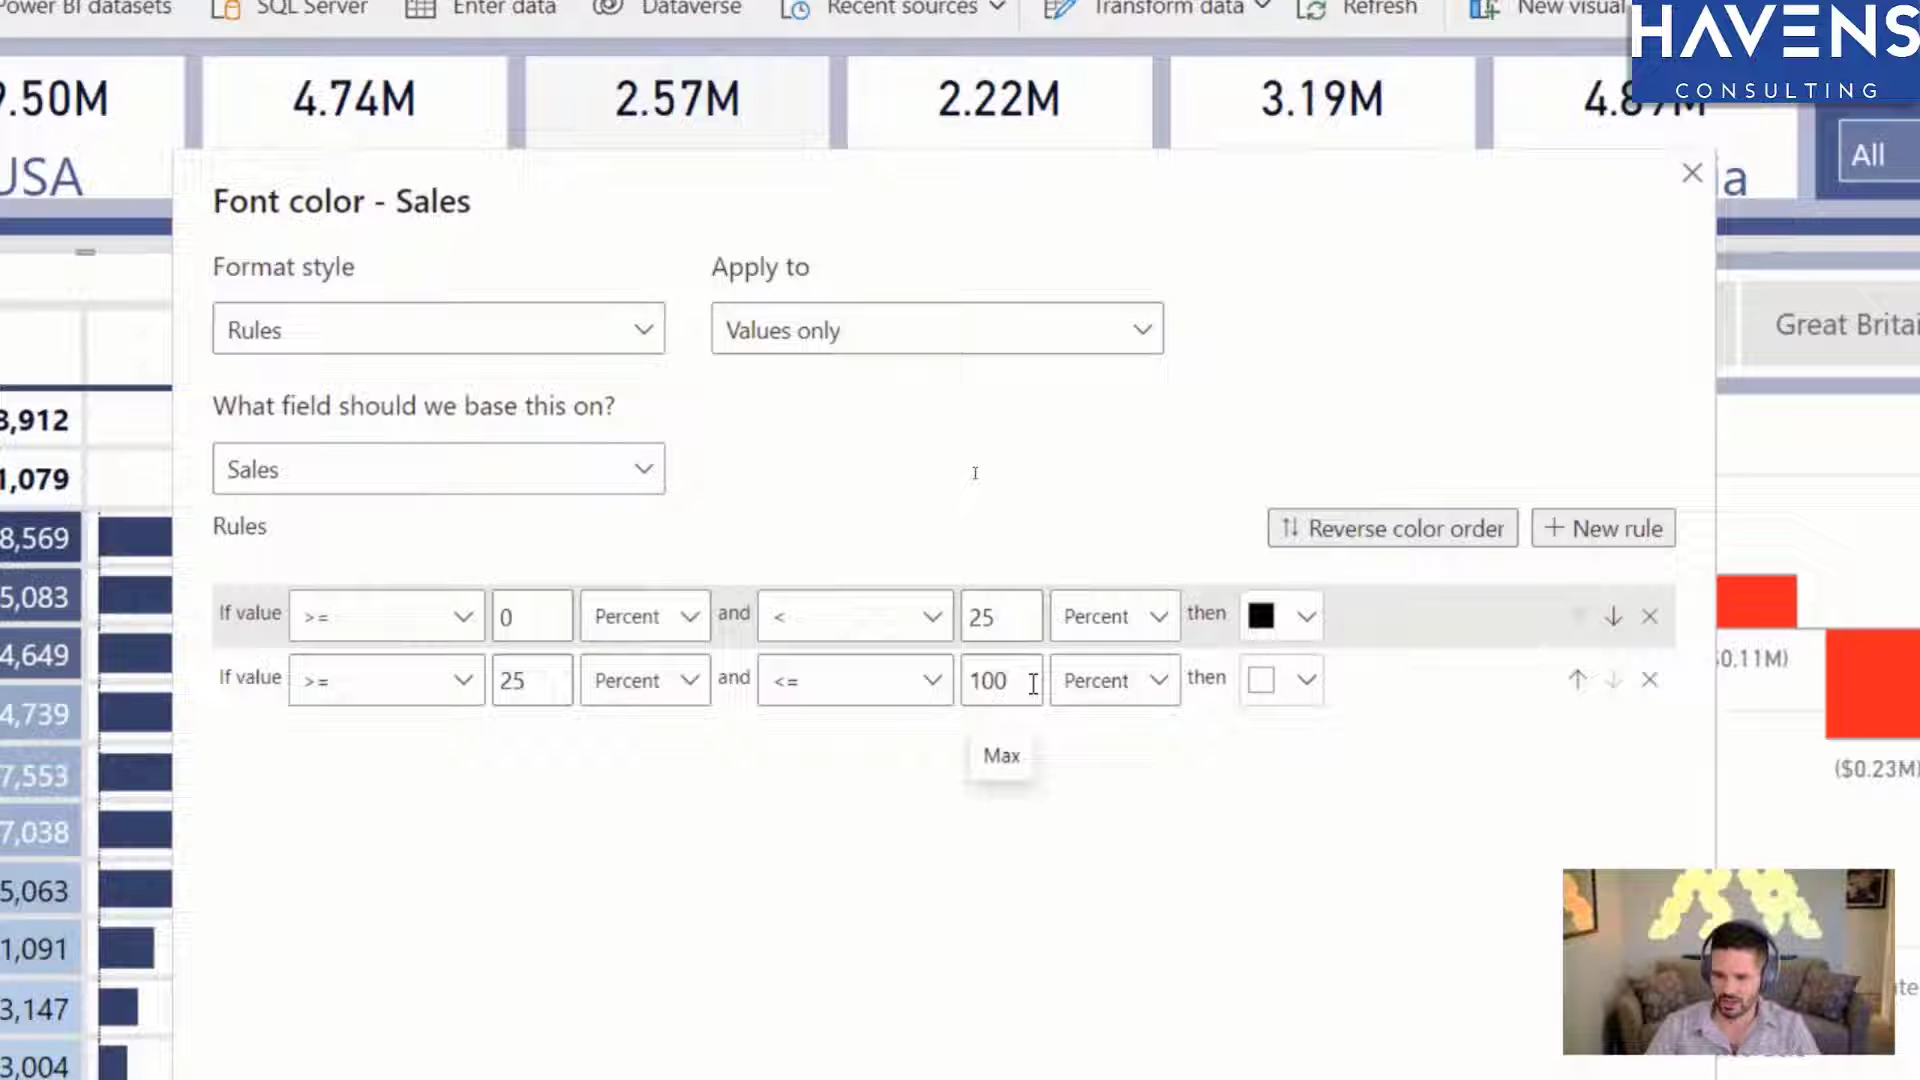 Power BI datasets
SQL Server
Enter data
Dataverse
Recent sources
Transform data
Refresh
New visual
HAVENS
CONSULTING
9.50M
4.74M
2.57M
2.22M
3.19M
USA
All
Font color - Sales
Format style
Apply to
Rules
Values only
Great Britai
What field should we base this on?
Sales
Rules
Reverse color order
+ New rule
If value >= 0 Percent and < 25 Percent then
If value >= 25 Percent and <= 100 Percent then
Max
3,912
1,079
8,569
5,083
4,649
4,739
7,553
7,038
5,063
1,091
3,147
3,004
$0.11M)
($0.23M)